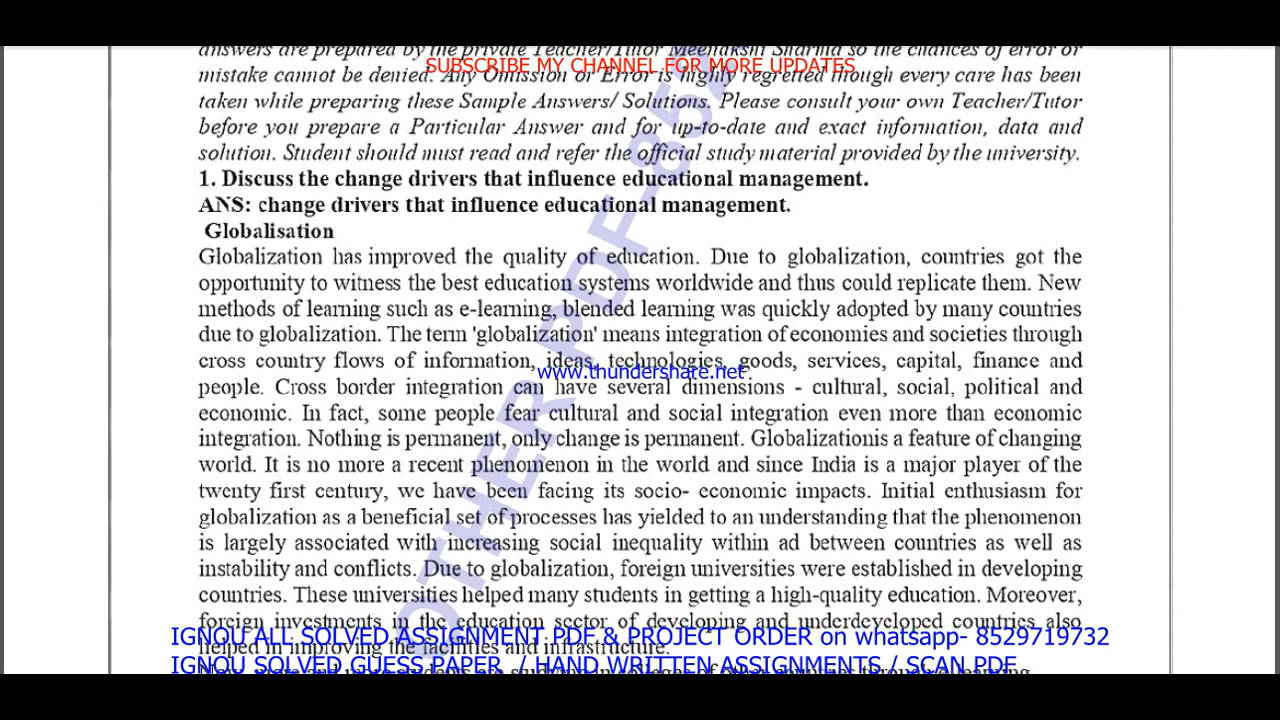 answers are prepared by the private Teacher/Tutor Meenakshi Sharma so the chances of error or
SUBSCRIBE MY CHANNEL FOR MORE UPDATES
mistake cannot be denied. Any Omission or Error is highly regretted though every care has been
taken while preparing these Sample Answers/ Solutions. Please consult your own Teacher/Tutor
before you prepare a Particular Answer and for up-to-date and exact information, data and
solution. Student should must read and refer the official study material provided by the university.
1. Discuss the change drivers that influence educational management.
ANS: change drivers that influence educational management.
Globalisation
Globalization has improved the quality of education. Due to globalization, countries got the
opportunity to witness the best education systems worldwide and thus could replicate them. New
methods of learning such as e-learning, blended learning was quickly adopted by many countries
due to globalization. The term 'globalization' means integration of economies and societies through
cross country flows of information, ideas, technologies, goods, services, capital, finance and
www.thundershare.net
people. Cross border integration can have several dimensions - cultural, social, political and
economic. In fact, some people fear cultural and social integration even more than economic
integration. Nothing is permanent, only change is permanent. Globalizationis a feature of changing
world. It is no more a recent phenomenon in the world and since India is a major player of the
twenty first century, we have been facing its socio- economic impacts. Initial enthusiasm for
globalization as a beneficial set of processes has yielded to an understanding that the phenomenon
is largely associated with increasing social inequality within ad between countries as well as
instability and conflicts. Due to globalization, foreign universities were established in developing
countries. These universities helped many students in getting a high-quality education. Moreover,
foreign investments in the education sector of developing and underdeveloped countries also
IGNOU ALL SOLVED ASSIGNMENT PDF & PROJECT ORDER on whatsapp- 8529719732
helped in improving the facilities and infrastructure.
IGNOU SOLVED GUESS PAPER / HAND WRITTEN ASSIGNMENTS / SCAN PDF
OTHER PDF-852